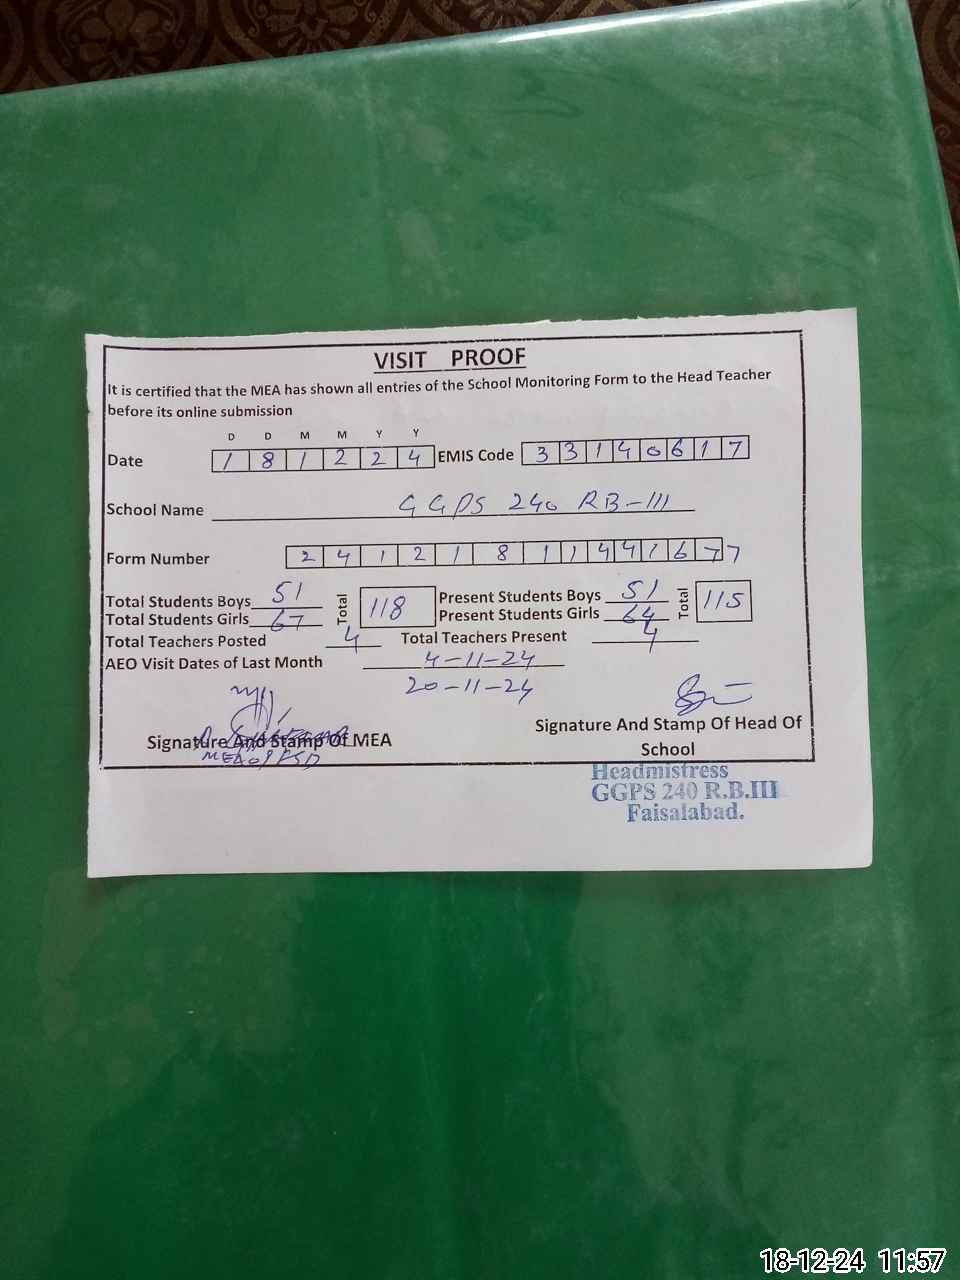 VISIT PROOF
It is certified that the MEA has shown all entries of the School Monitoring Form to the Head Teacher
before its online submission
D D M M Y Y
Date 1 8 1 2 2 4 EMIS Code 3 3 1 4 0 6 1 7
School Name GGPS 240 RB-III
Form Number 2 4 1 2 1 8 1 1 4 4 1 6 7 7
Total Students Boys 51 Total 118 Present Students Boys 51 Total 115
Total Students Girls 67 Present Students Girls 64
Total Teachers Posted 4 Total Teachers Present 4
AEO Visit Dates of Last Month 4-11-24
20-11-24
Signature And Stamp Of MEA
Signature And Stamp Of Head Of
School
Headmistress
GGPS 240 R.B.III
Faisalabad.
18-12-24 11:57